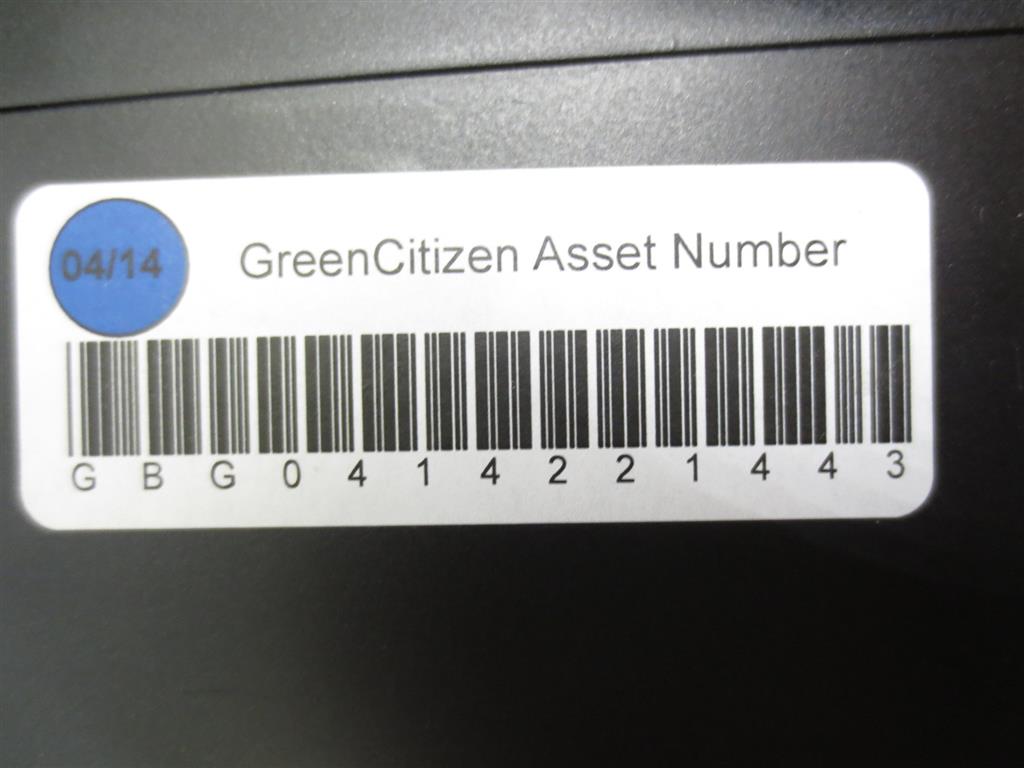 04/14
GreenCitizen Asset Number
G B G 0 4 1 4 2 2 1 4 4 3